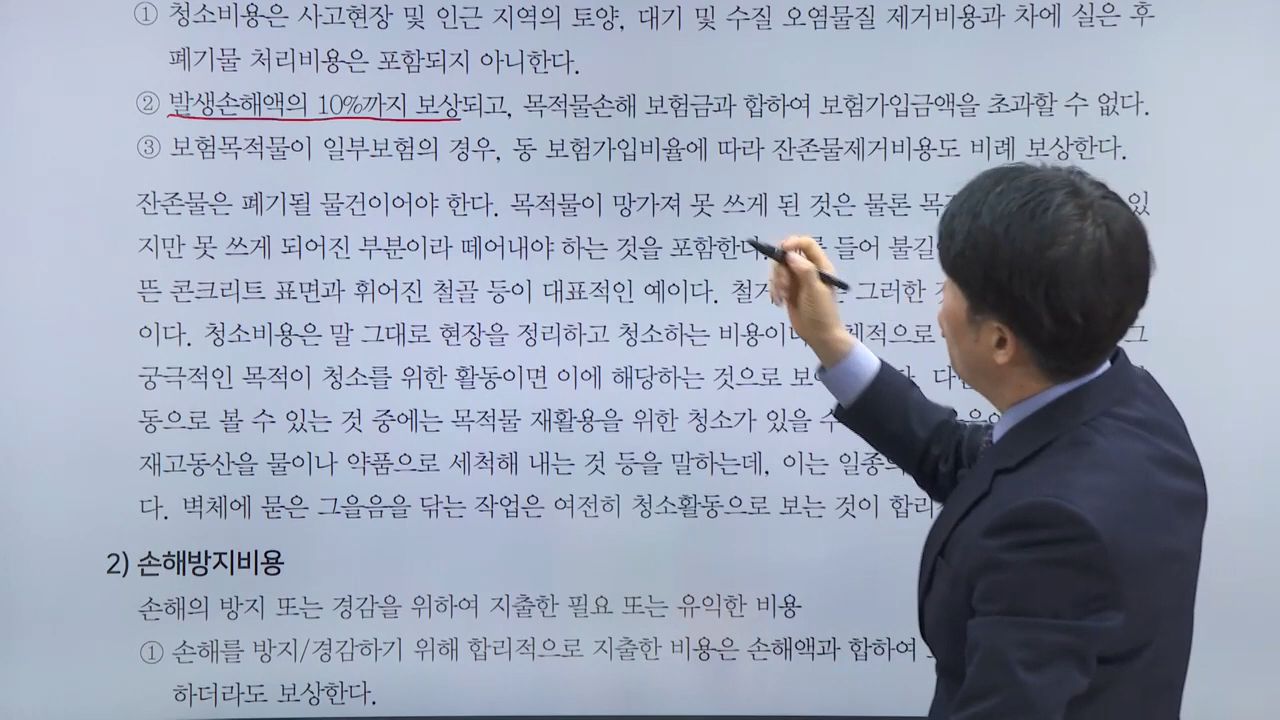 ① 청소비용은 사고현장 및 인근 지역의 토양, 대기 및 수질 오염물질 제거비용과 차에 실은 후
폐기물 처리비용은 포함되지 아니한다.
② 발생손해액의 10%까지 보상되고, 목적물손해 보험금과 합하여 보험가입금액을 초과할 수 없다.
③ 보험목적물이 일부보험의 경우, 동 보험가입비율에 따라 잔존물제거비용도 비례 보상한다.
잔존물은 폐기될 물건이어야 한다. 목적물이 망가져 못 쓰게 된 것은 물론 있
지만 못 쓰게 되어진 부분이라 떼어내야 하는 것을 포함한다. 들어
뜬 콘크리트 표면과 휘어진 철골 등이 대표적인 예이다. 그러한
이다. 청소비용은 말 그대로 현장을 정리하고 청소하는 그
궁극적인 목적이 청소를 위한 활동이면 이에 해당하는 것으로
동으로 볼 수 있는 것 중에는 목적물 재활용을 위한 청소가 있을
재고동산을 물이나 약품으로 세척해 내는 것 등을 말하는데, 이는
다. 벽체에 묻은 그을음을 닦는 작업은 여전히 청소활동으로 보는 것이
2) 손해방지비용
손해의 방지 또는 경감을 위하여 지출한 필요 또는 유익한 비용
① 손해를 방지/경감하기 위해 합리적으로 지출한 비용은 손해액과 합하여
하더라도 보상한다.